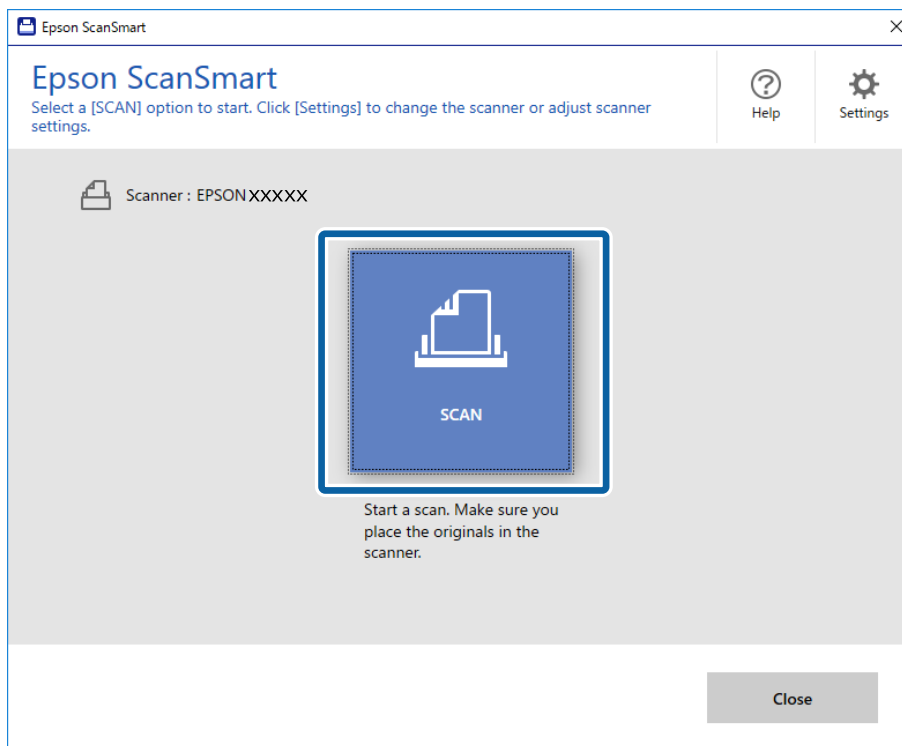 Epson ScanSmart
Epson ScanSmart
Select a [SCAN] option to start. Click [Settings] to change the scanner or adjust scanner
settings.
Help
Settings
Scanner : EPSON XXXXX
SCAN
Start a scan. Make sure you
place the originals in the
scanner.
Close